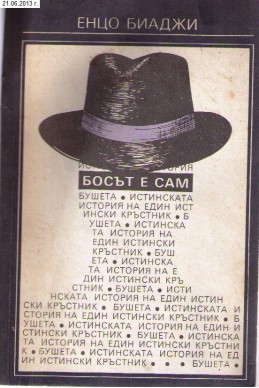 21.06.2013 г.
ЕНЦО БИАДЖИ
ИСТОРИЯ
БОСЪТ Е САМ
БУШЕТА • ИСТИНСКАТА
ИСТОРИЯ НА ЕДИН ИСТ
ИНСКИ КРЪСТНИК • Б
УШЕТА • ИСТИНСКА
ТА ИСТОРИЯ НА
ЕДИН ИСТИНСКИ
КРЪСТНИК • БУШ
ЕТА • ИСТИНСКА
ТА ИСТОРИЯ НА Е
ДИН ИСТИНСКИ КРЪ
СТНИК • БУШЕТА • ИСТИ
НСКАТА ИСТОРИЯ НА ЕДИН ИСТИН
СКИ КРЪСТНИК • БУШЕТА • ИСТИНСКАТА И
СТОРИЯ НА ЕДИН ИСТИНСКИ КРЪСТНИК • Б
УШЕТА • ИСТИНСКАТА ИСТОРИЯ НА ЕДИН И
СТИНСКИ КРЪСТНИК • БУШЕТА • ИСТИНСКА
ТА ИСТОРИЯ НА ЕДИН ИСТИНСКИ КРЪСТНИ
К • БУШЕТА • ИСТИНСКАТА ИСТОРИЯ НА ЕД
ИН ИСТИНСКИ КРЪСТНИК • • • БУШЕТА •